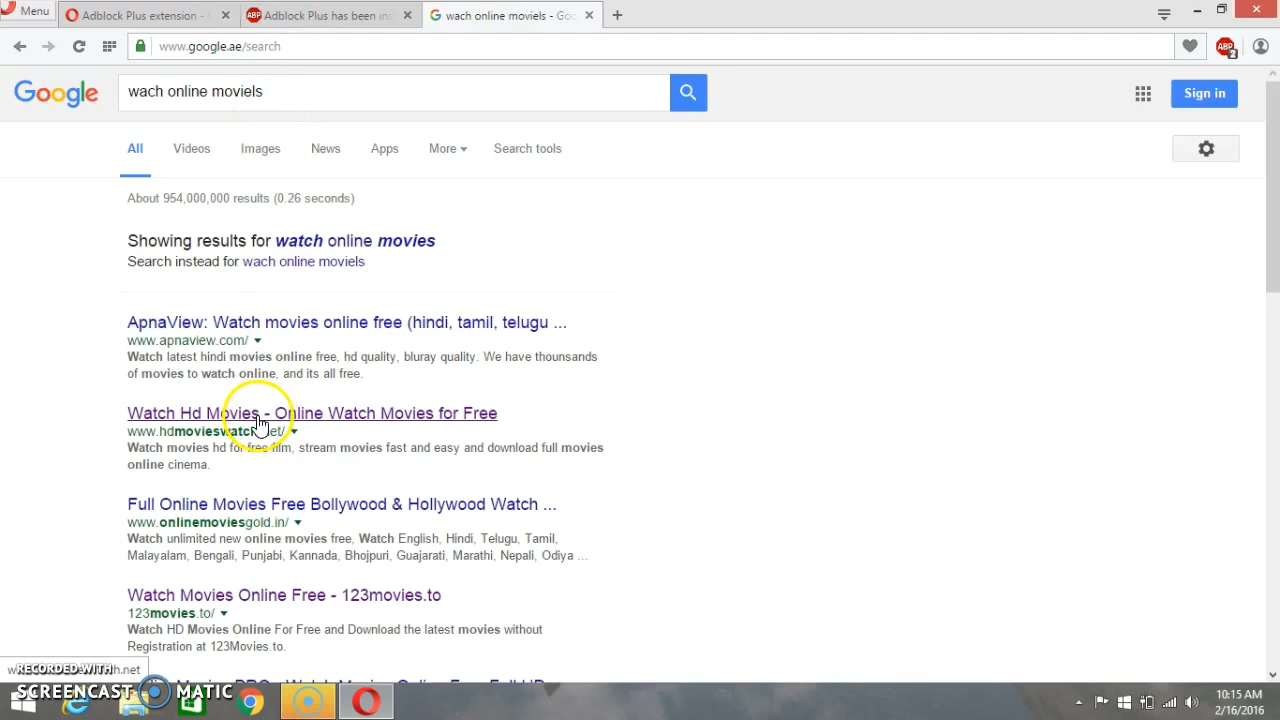 Menu
Adblock Plus extension -
Adblock Plus has been ins
wach online moviels - Goo
www.google.ae/search
ABP
2
Google
wach online moviels
Sign in
All
Videos
Images
News
Apps
More
Search tools
About 954,000,000 results (0.26 seconds)
Showing results for watch online movies
Search instead for wach online moviels
ApnaView: Watch movies online free (hindi, tamil, telugu ...
www.apnaview.com/
Watch latest hindi movies online free, hd quality, bluray quality. We have thounsands
of movies to watch online, and its all free.
Watch Hd Movies - Online Watch Movies for Free
www.hdmovieswatch.net/
Watch movies hd for free film, stream movies fast and easy and download full movies
online cinema.
Full Online Movies Free Bollywood & Hollywood Watch ...
www.onlinemoviesgold.in/
Watch unlimited new online movies free, Watch English, Hindi, Telugu, Tamil,
Malayalam, Bengali, Punjabi, Kannada, Bhojpuri, Guajarati, Marathi, Nepali, Odiya ...
Watch Movies Online Free - 123movies.to
123movies.to/
Watch HD Movies Online For Free and Download the latest movies without
Registration at 123Movies.to.
RECORDED WITH
SCREENCAST MATIC
10:15 AM
2/16/2016